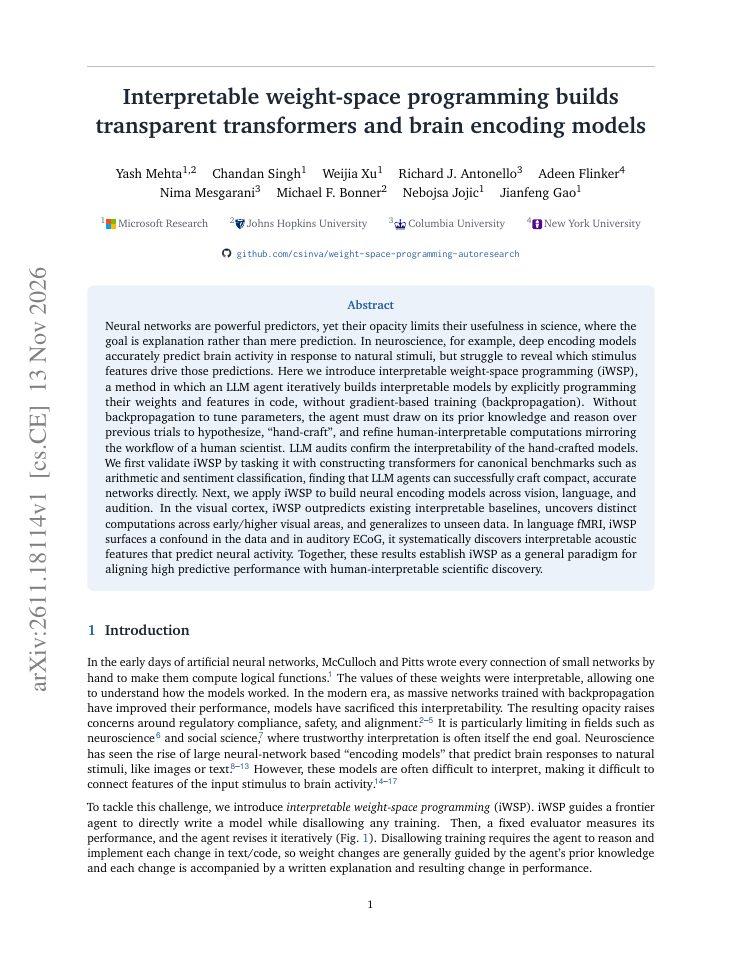 Interpretable weight-space programming builds
transparent transformers and brain encoding models
Yash Mehta1,2 Chandan Singh1 Weijia Xu1 Richard J. Antonello3 Adeen Flinker4
Nima Mesgarani3 Michael F. Bonner2 Nebojsa Jojic1 Jianfeng Gao1
1 Microsoft Research 2 Johns Hopkins University 3 Columbia University 4 New York University
github.com/csinva/weight-space-programming-autoresearch
Abstract
Neural networks are powerful predictors, yet their opacity limits their usefulness in science, where the
goal is explanation rather than mere prediction. In neuroscience, for example, deep encoding models
accurately predict brain activity in response to natural stimuli, but struggle to reveal which stimulus
features drive those predictions. Here we introduce interpretable weight-space programming (iWSP),
a method in which an LLM agent iteratively builds interpretable models by explicitly programming
their weights and features in code, without gradient-based training (backpropagation). Without
backpropagation to tune parameters, the agent must draw on its prior knowledge and reason over
previous trials to hypothesize, “hand-craft”, and refine human-interpretable computations mirroring
the workflow of a human scientist. LLM audits confirm the interpretability of the hand-crafted models.
We first validate iWSP by tasking it with constructing transformers for canonical benchmarks such as
arithmetic and sentiment classification, finding that LLM agents can successfully craft compact, accurate
networks directly. Next, we apply iWSP to build neural encoding models across vision, language, and
audition. In the visual cortex, iWSP outpredicts existing interpretable baselines, uncovers distinct
computations across early/higher visual areas, and generalizes to unseen data. In language fMRI, iWSP
surfaces a confound in the data and in auditory ECoG, it systematically discovers interpretable acoustic
features that predict neural activity. Together, these results establish iWSP as a general paradigm for
aligning high predictive performance with human-interpretable scientific discovery.
1 Introduction
In the early days of artificial neural networks, McCulloch and Pitts wrote every connection of small networks by
hand to make them compute logical functions.1 The values of these weights were interpretable, allowing one
to understand how the models worked. In the modern era, as massive networks trained with backpropagation
have improved their performance, models have sacrificed this interpretability. The resulting opacity raises
concerns around regulatory compliance, safety, and alignment.2–5 It is particularly limiting in fields such as
neuroscience6 and social science,7 where trustworthy interpretation is often itself the end goal. Neuroscience
has seen the rise of large neural-network based “encoding models” that predict brain responses to natural
stimuli, like images or text.8–13 However, these models are often difficult to interpret, making it difficult to
connect features of the input stimulus to brain activity.14–17
To tackle this challenge, we introduce interpretable weight-space programming (iWSP). iWSP guides a frontier
agent to directly write a model while disallowing any training. Then, a fixed evaluator measures its
performance, and the agent revises it iteratively (Fig. 1). Disallowing training requires the agent to reason and
implement each change in text/code, so weight changes are generally guided by the agent’s prior knowledge
and each change is accompanied by a written explanation and resulting change in performance.
1
arXiv:2611.18114v1 [cs.CE] 13 Nov 2026